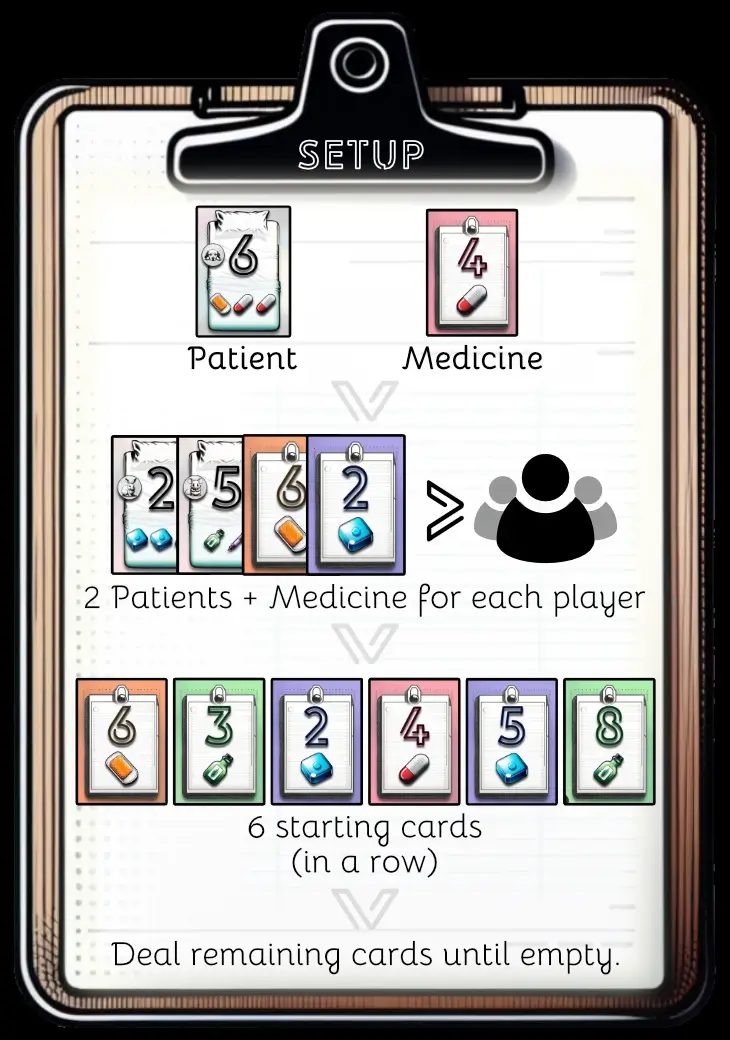 SETUP
6 4
Patient Medicine
2 5 6 2
2 Patients + Medicine for each player
6 3 2 4 5 8
6 starting cards
(in a row)
Deal remaining cards until empty.